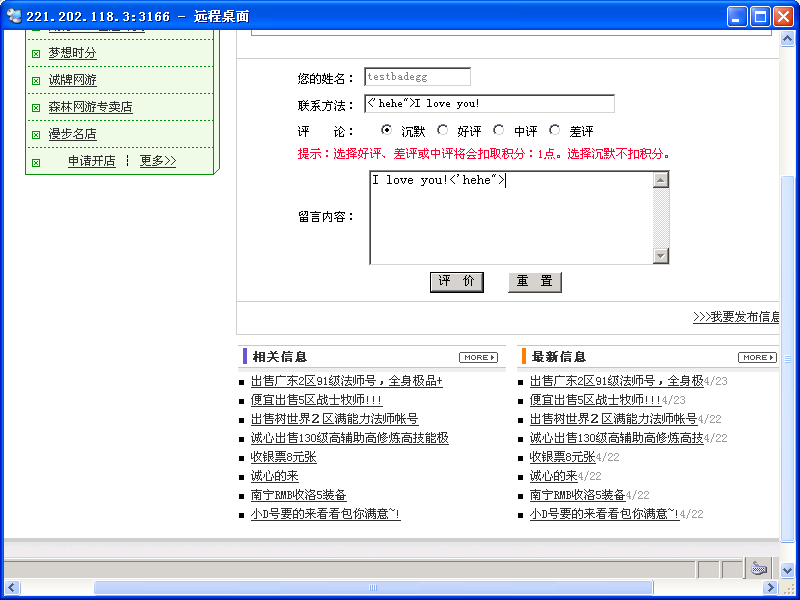 221.202.118.3:3166 - 远程桌面
梦想时分
诚牌网游
森林网游专卖店
漫步名店
申请开店 ┆ 更多>>
您的姓名： testbadegg
联系方法： <'hehe">I love you!
评 论： 沉默 好评 中评 差评
提示：选择好评、差评或中评将会扣取积分：1点。选择沉默不扣积分。
留言内容： I love you!<'hehe">
评 价 重 置
>>>我要发布信息
相关信息 MORE
出售广东2区91级法师号，全身极品+
便宜出售5区战士牧师!!!
出售树世界２区满能力法师帐号
诚心出售130级高辅助高修炼高技能极
收银票8元张
诚心的来
南宁RMB收洛5装备
小D号要的来看看包你满意~!
最新信息 MORE
出售广东2区91级法师号，全身极4/23
便宜出售5区战士牧师!!!4/23
出售树世界２区满能力法师帐号4/22
诚心出售130级高辅助高修炼高技4/22
收银票8元张4/22
诚心的来4/22
南宁RMB收洛5装备4/22
小D号要的来看看包你满意~!4/22